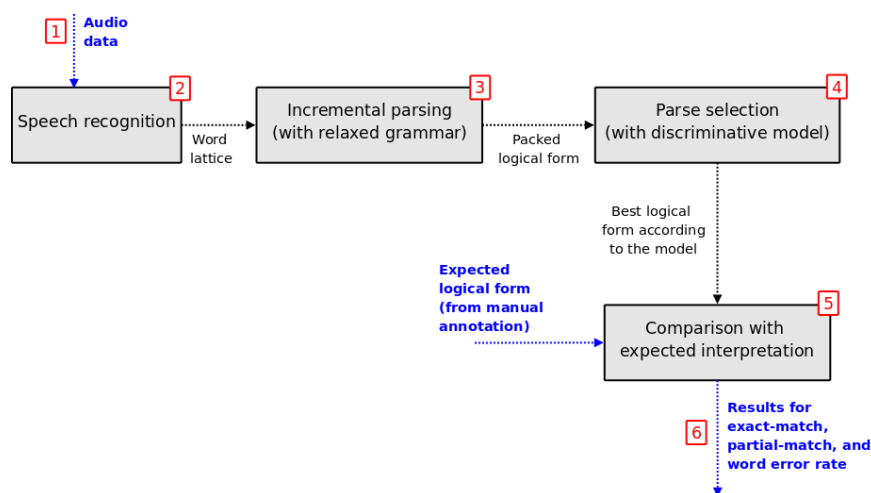 1
Audio
data
2
Speech recognition
Word
lattice
3
Incremental parsing
(with relaxed grammar)
Packed
logical form
4
Parse selection
(with discriminative model)
Best logical
form according
to the model
Expected
logical form
(from manual
annotation)
5
Comparison with
expected interpretation
6
Results for
exact-match,
partial-match, and
word error rate